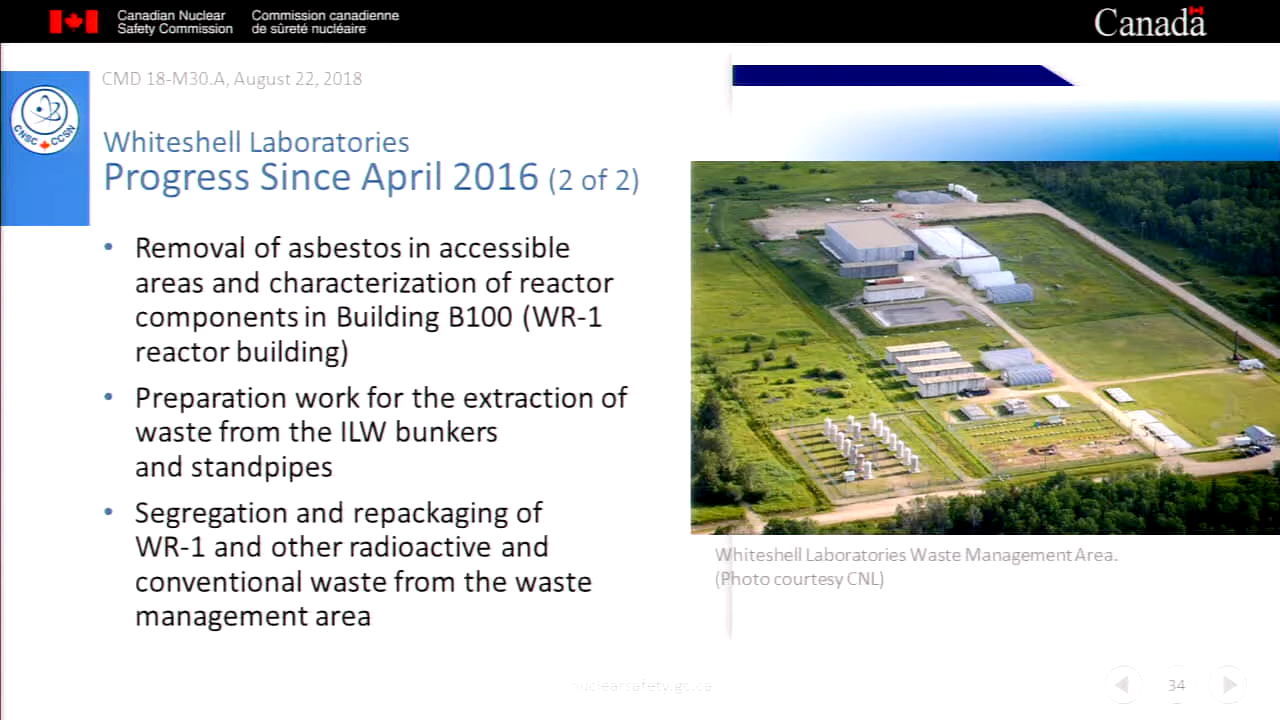 Canadian Nuclear
Safety Commission
Commission canadienne
de sûreté nucléaire
Canada
CMD 18-M30.A, August 22, 2018
CNSC CCSN
Whiteshell Laboratories
Progress Since April 2016 (2 of 2)
• Removal of asbestos in accessible
areas and characterization of reactor
components in Building B100 (WR-1
reactor building)
• Preparation work for the extraction of
waste from the ILW bunkers
and standpipes
• Segregation and repackaging of
WR-1 and other radioactive and
conventional waste from the waste
management area
Whiteshell Laboratories Waste Management Area.
(Photo courtesy CNL)
nuclearsafety.gc.ca
34